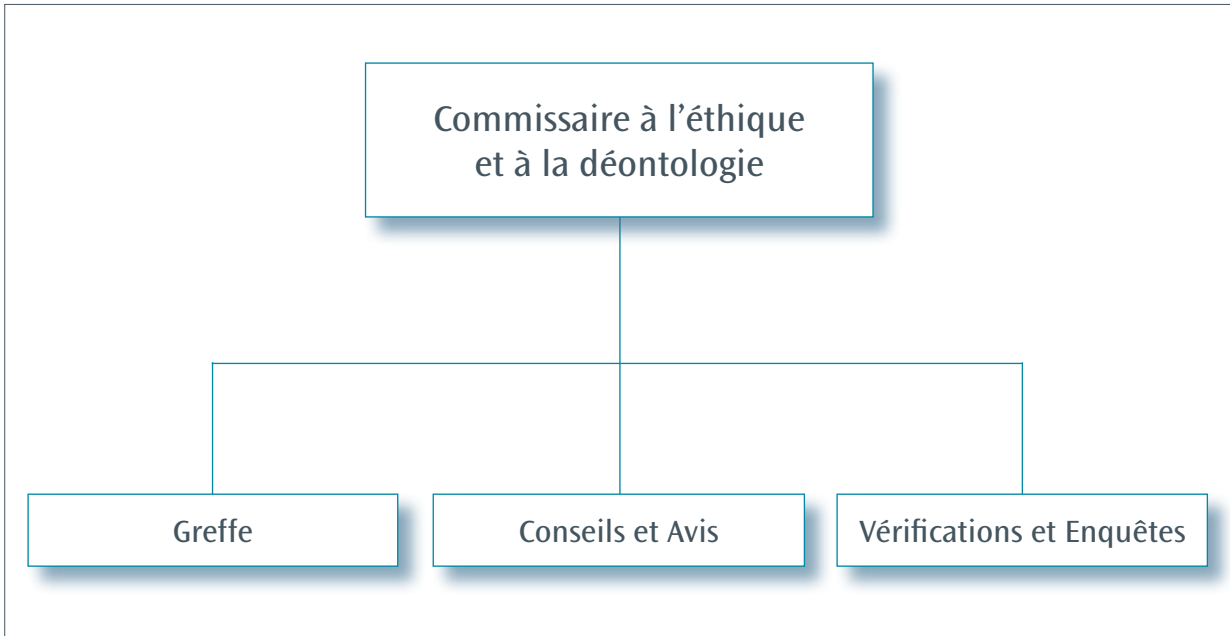 Commissaire à l’éthique
et à la déontologie
Greffe
Conseils et Avis
Vérifications et Enquêtes